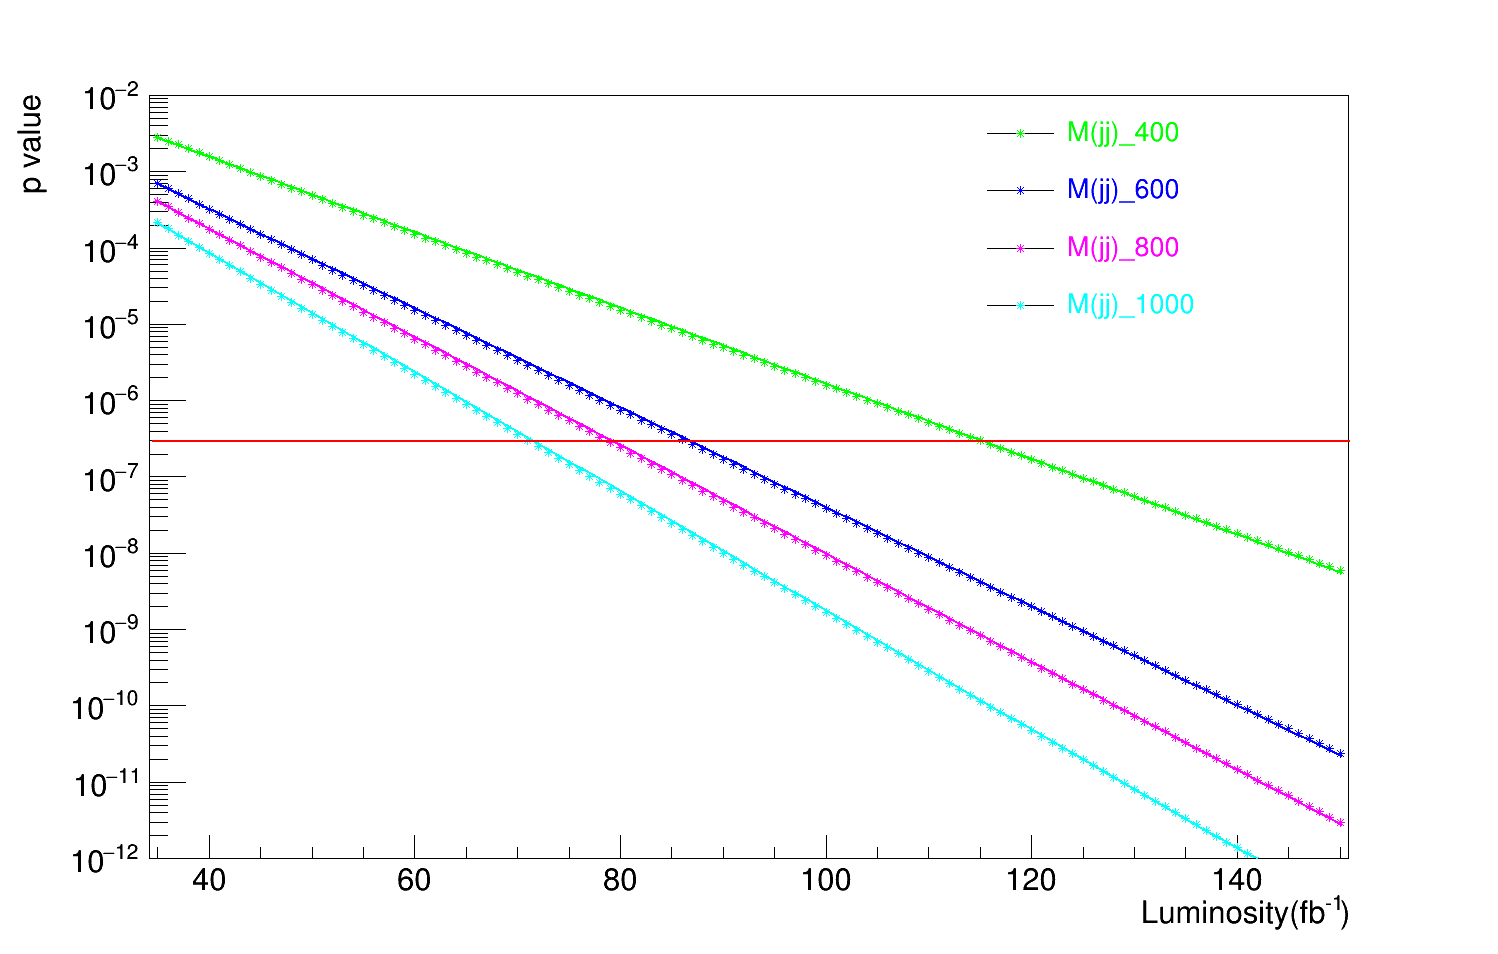 p value
10⁻²
10⁻³
10⁻⁴
10⁻⁵
10⁻⁶
10⁻⁷
10⁻⁸
10⁻⁹
10⁻¹⁰
10⁻¹¹
10⁻¹²
M(jj)_400
M(jj)_600
M(jj)_800
M(jj)_1000
40 60 80 100 120 140
Luminosity(fb⁻¹)